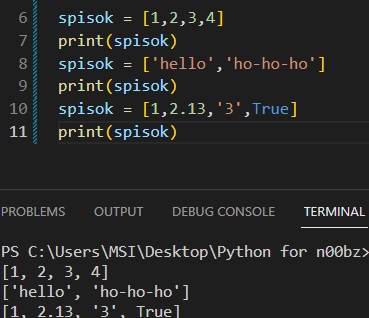 6 spisok = [1,2,3,4]
7 print(spisok)
8 spisok = ['hello','ho-ho-ho']
9 print(spisok)
10 spisok = [1,2.13,'3',True]
11 print(spisok)
PROBLEMS OUTPUT DEBUG CONSOLE TERMINAL
PS C:\Users\MSI\Desktop\Python for n00bz>
[1, 2, 3, 4]
['hello', 'ho-ho-ho']
[1, 2.13, '3', True]